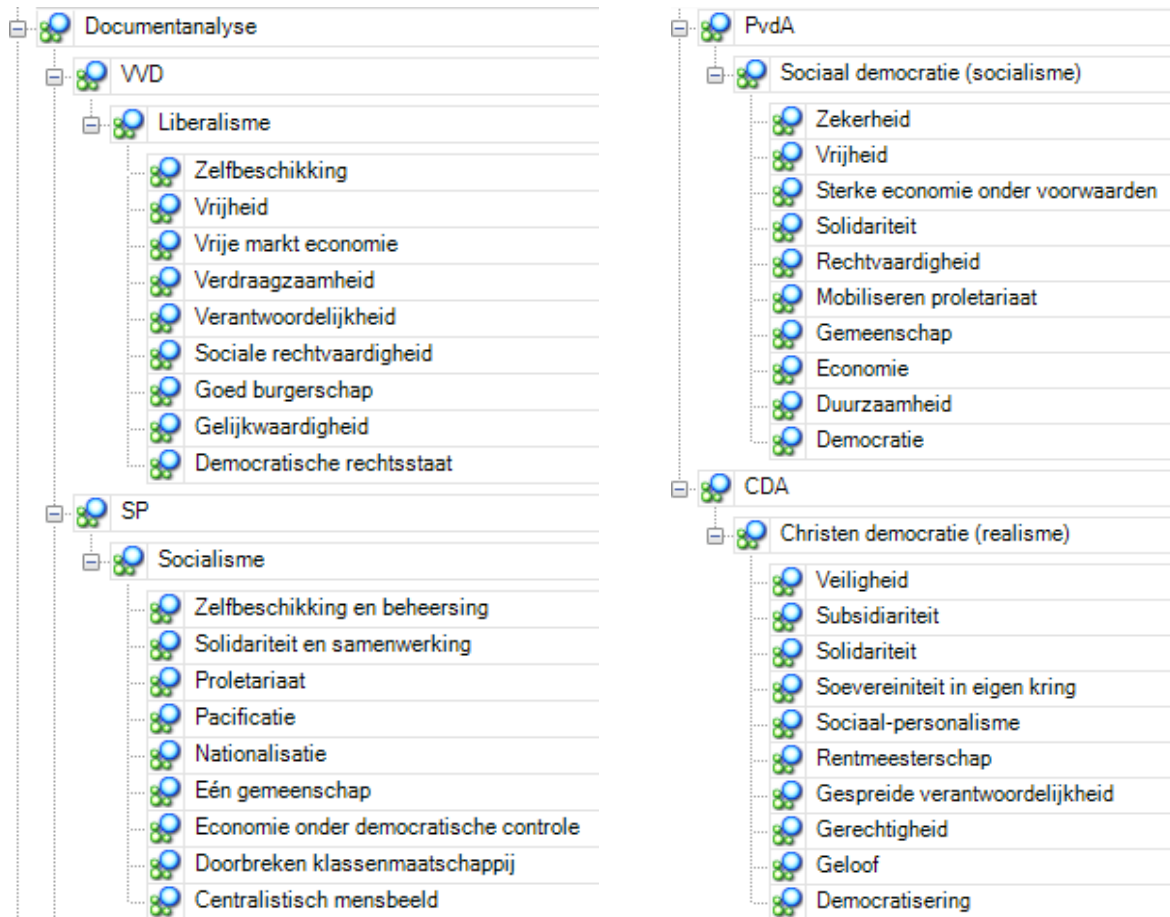 Documentanalyse
VVD
Liberalisme
Zelfbeschikking
Vrijheid
Vrije markt economie
Verdraagzaamheid
Verantwoordelijkheid
Sociale rechtvaardigheid
Goed burgerschap
Gelijkwaardigheid
Democratische rechtsstaat
SP
Socialisme
Zelfbeschikking en beheersing
Solidariteit en samenwerking
Proletariaat
Pacificatie
Nationalisatie
Eén gemeenschap
Economie onder democratische controle
Doorbreken klassenmaatschappij
Centralistisch mensbeeld
PvdA
Sociaal democratie (socialisme)
Zekerheid
Vrijheid
Sterke economie onder voorwaarden
Solidariteit
Rechtvaardigheid
Mobiliseren proletariaat
Gemeenschap
Economie
Duurzaamheid
Democratie
CDA
Christen democratie (realisme)
Veiligheid
Subsidiariteit
Solidariteit
Soevereiniteit in eigen kring
Sociaal-personalisme
Rentmeesterschap
Gespreide verantwoordelijkheid
Gerechtigheid
Geloof
Democratisering